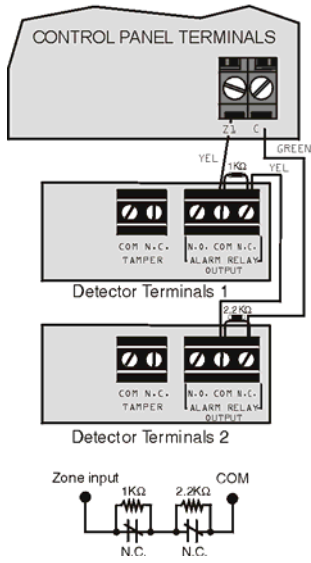 CONTROL PANEL TERMINALS
Z1 C
GREEN
YEL 1KΩ YEL
COM N.C. N.O. COM N.C.
TAMPER ALARM RELAY
OUTPUT
Detector Terminals 1
2,2KΩ
COM N.C. N.O. COM N.C.
TAMPER ALARM RELAY
OUTPUT
Detector Terminals 2
Zone input COM
1KΩ 2.2KΩ
N.C. N.C.